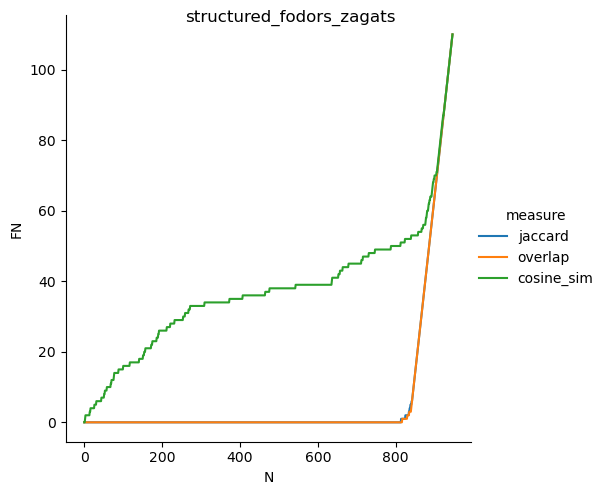 structured_fodors_zagats
FN
100
80
60
40
20
0
0 200 400 600 800
N
measure
jaccard
overlap
cosine_sim